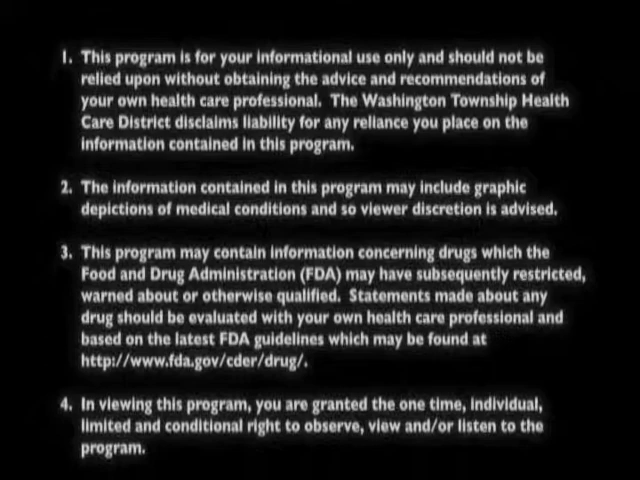 1. This program is for your informational use only and should not be
relied upon without obtaining the advice and recommendations of
your own health care professional. The Washington Township Health
Care District disclaims liability for any reliance you place on the
information contained in this program.
2. The information contained in this program may include graphic
depictions of medical conditions and so viewer discretion is advised.
3. This program may contain information concerning drugs which the
Food and Drug Administration (FDA) may have subsequently restricted,
warned about or otherwise qualified. Statements made about any
drug should be evaluated with your own health care professional and
based on the latest FDA guidelines which may be found at
http://www.fda.gov/cder/drug/.
4. In viewing this program, you are granted the one time, individual,
limited and conditional right to observe, view and/or listen to the
program.